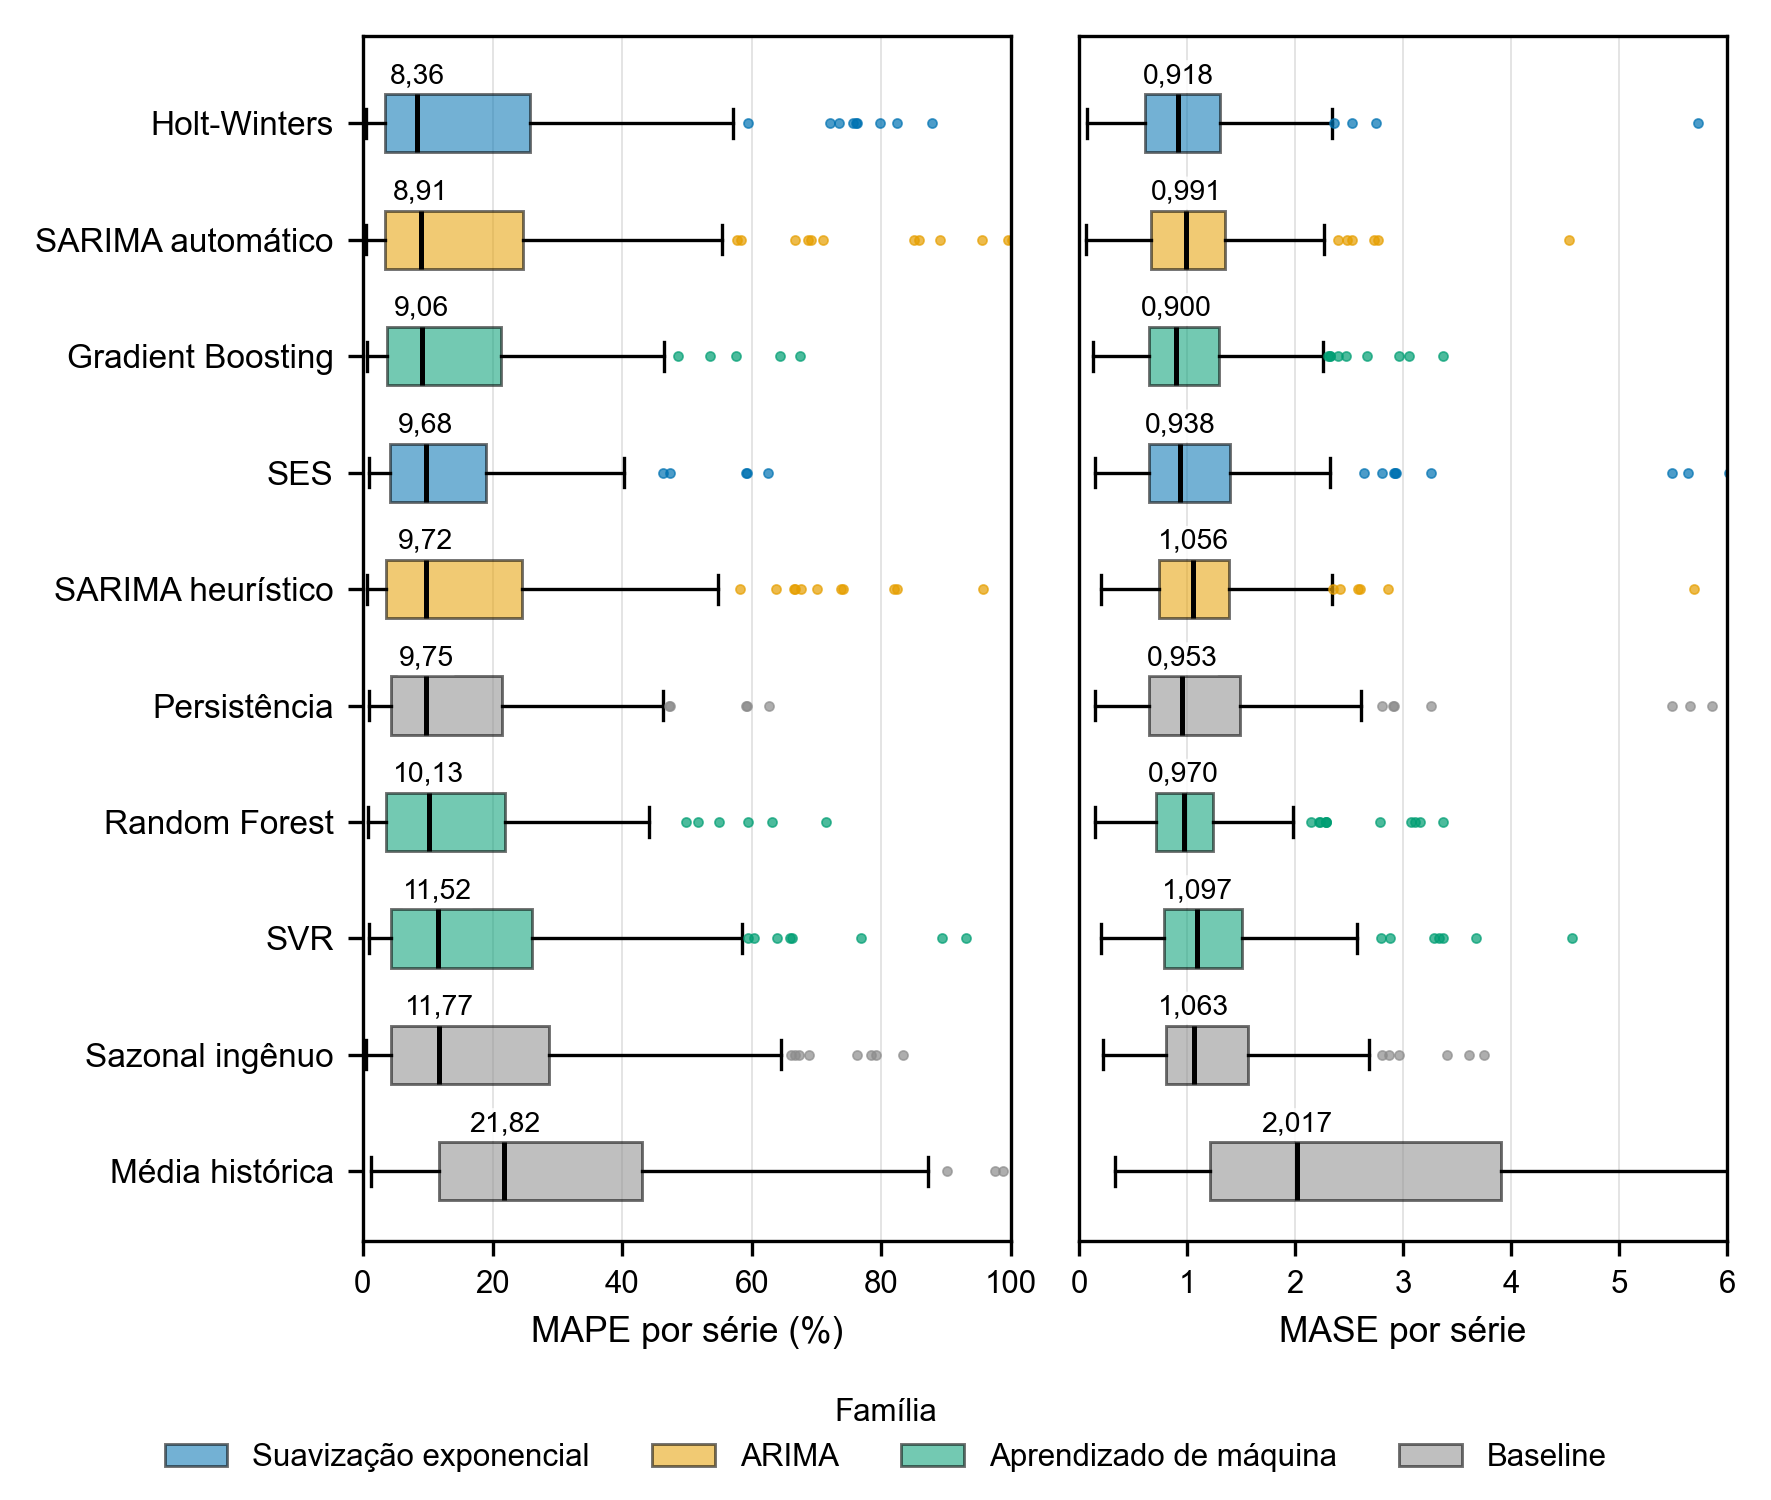 8,36 0,918
Holt-Winters
8,91 0,991
SARIMA automático
9,06 0,900
Gradient Boosting
9,68 0,938
SES
9,72 1,056
SARIMA heurístico
9,75 0,953
Persistência
10,13 0,970
Random Forest
11,52 1,097
SVR
11,77 1,063
Sazonal ingênuo
21,82 2,017
Média histórica
0 20 40 60 80 100 0 1 2 3 4 5 6
MAPE por série (%) MASE por série
Família
Suavização exponencial ARIMA Aprendizado de máquina Baseline